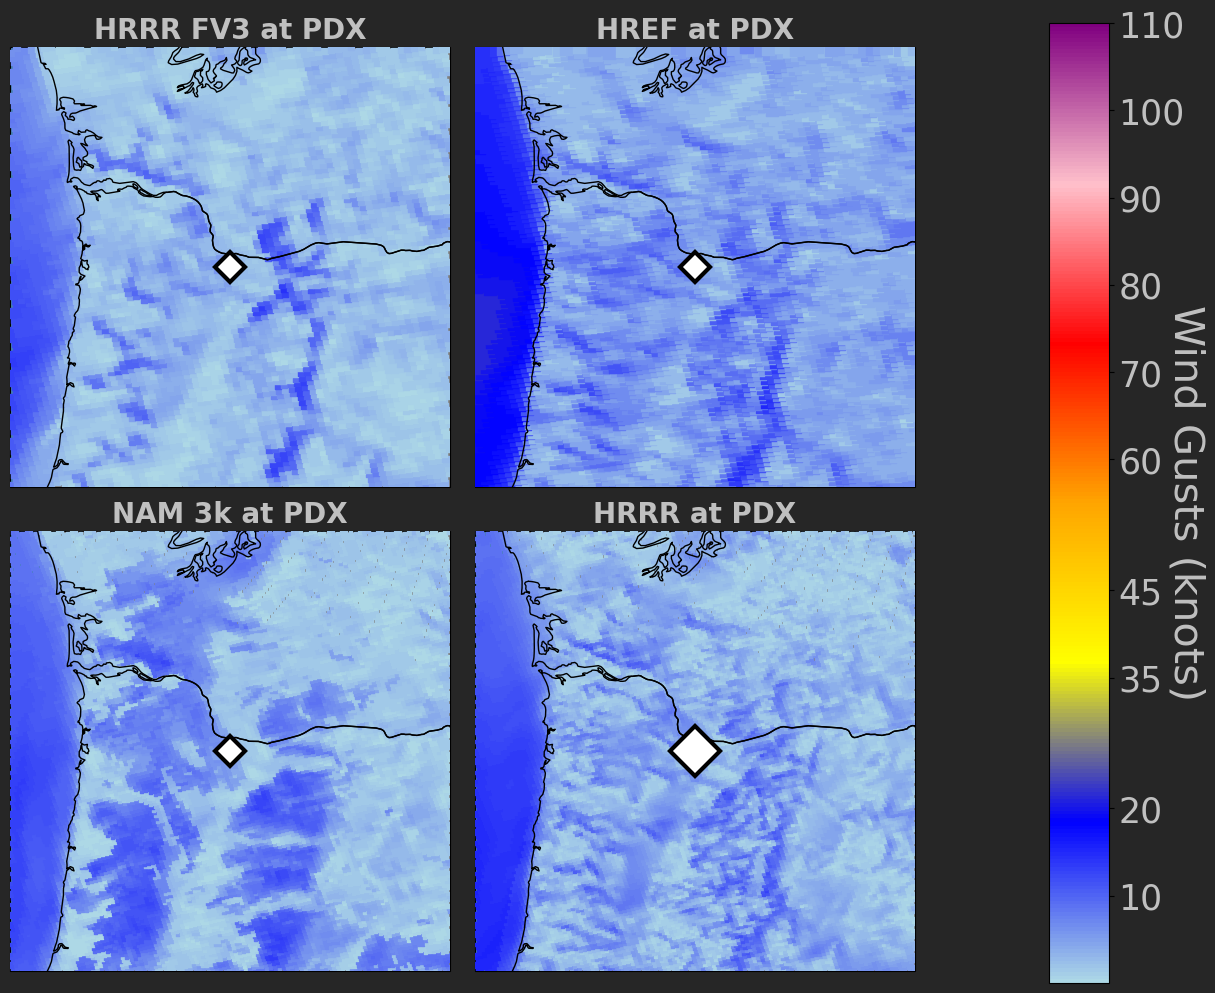 HRRR FV3 at PDX
HREF at PDX
NAM 3k at PDX
HRRR at PDX
110
100
90
80
70
60
45
35
20
10
Wind Gusts (knots)